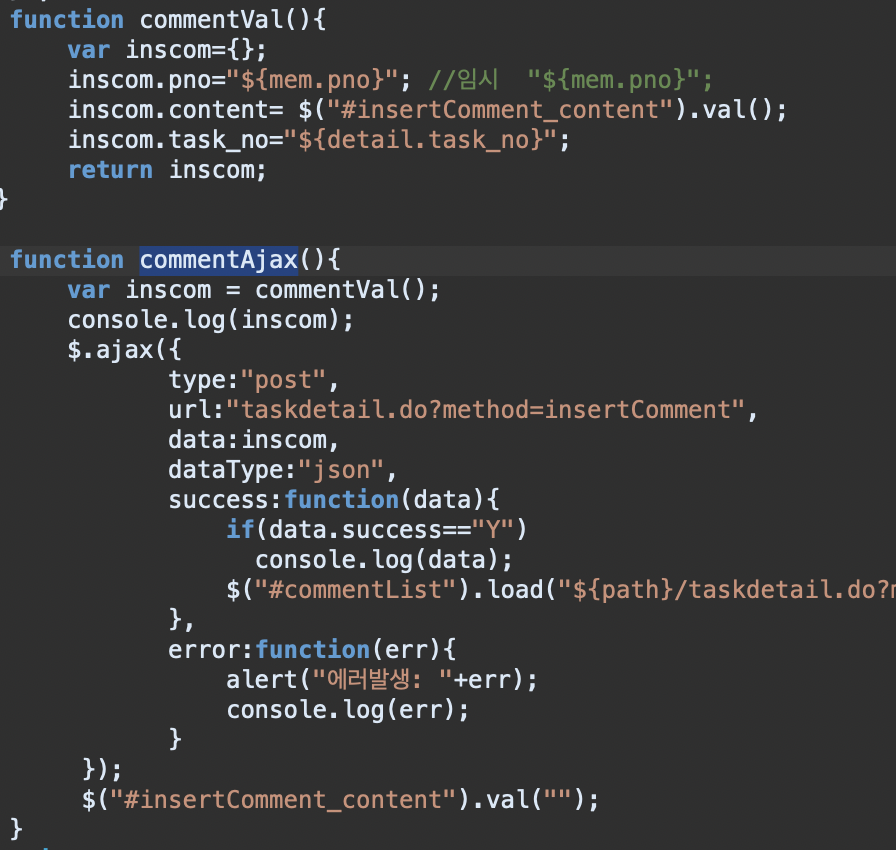 function commentVal(){
var inscom={};
inscom.pno="${mem.pno}"; //임시  "${mem.pno}";
inscom.content= $("#insertComment_content").val();
inscom.task_no="${detail.task_no}";
return inscom;
}
function commentAjax(){
var inscom = commentVal();
console.log(inscom);
$.ajax({
type:"post",
url:"taskdetail.do?method=insertComment",
data:inscom,
dataType:"json",
success:function(data){
if(data.success=="Y")
console.log(data);
$("#commentList").load("${path}/taskdetail.do?
},
error:function(err){
alert("에러발생: "+err);
console.log(err);
}
});
$("#insertComment_content").val("");
}